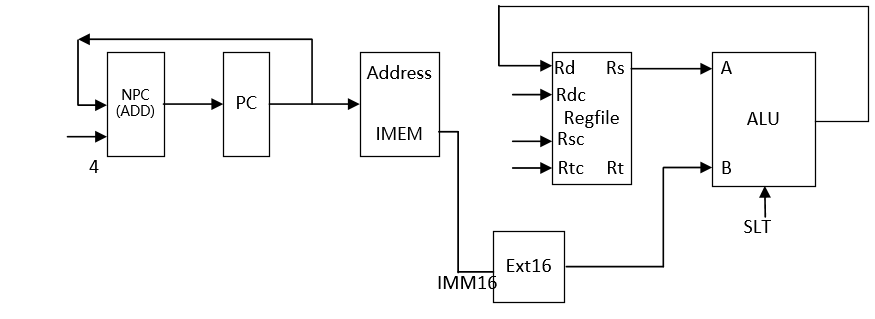 NPC
(ADD)
4
PC
Address
IMEM
Rd
Rs
Rdc
Regfile
Rsc
Rtc
Rt
A
ALU
B
SLT
IMM16
Ext16